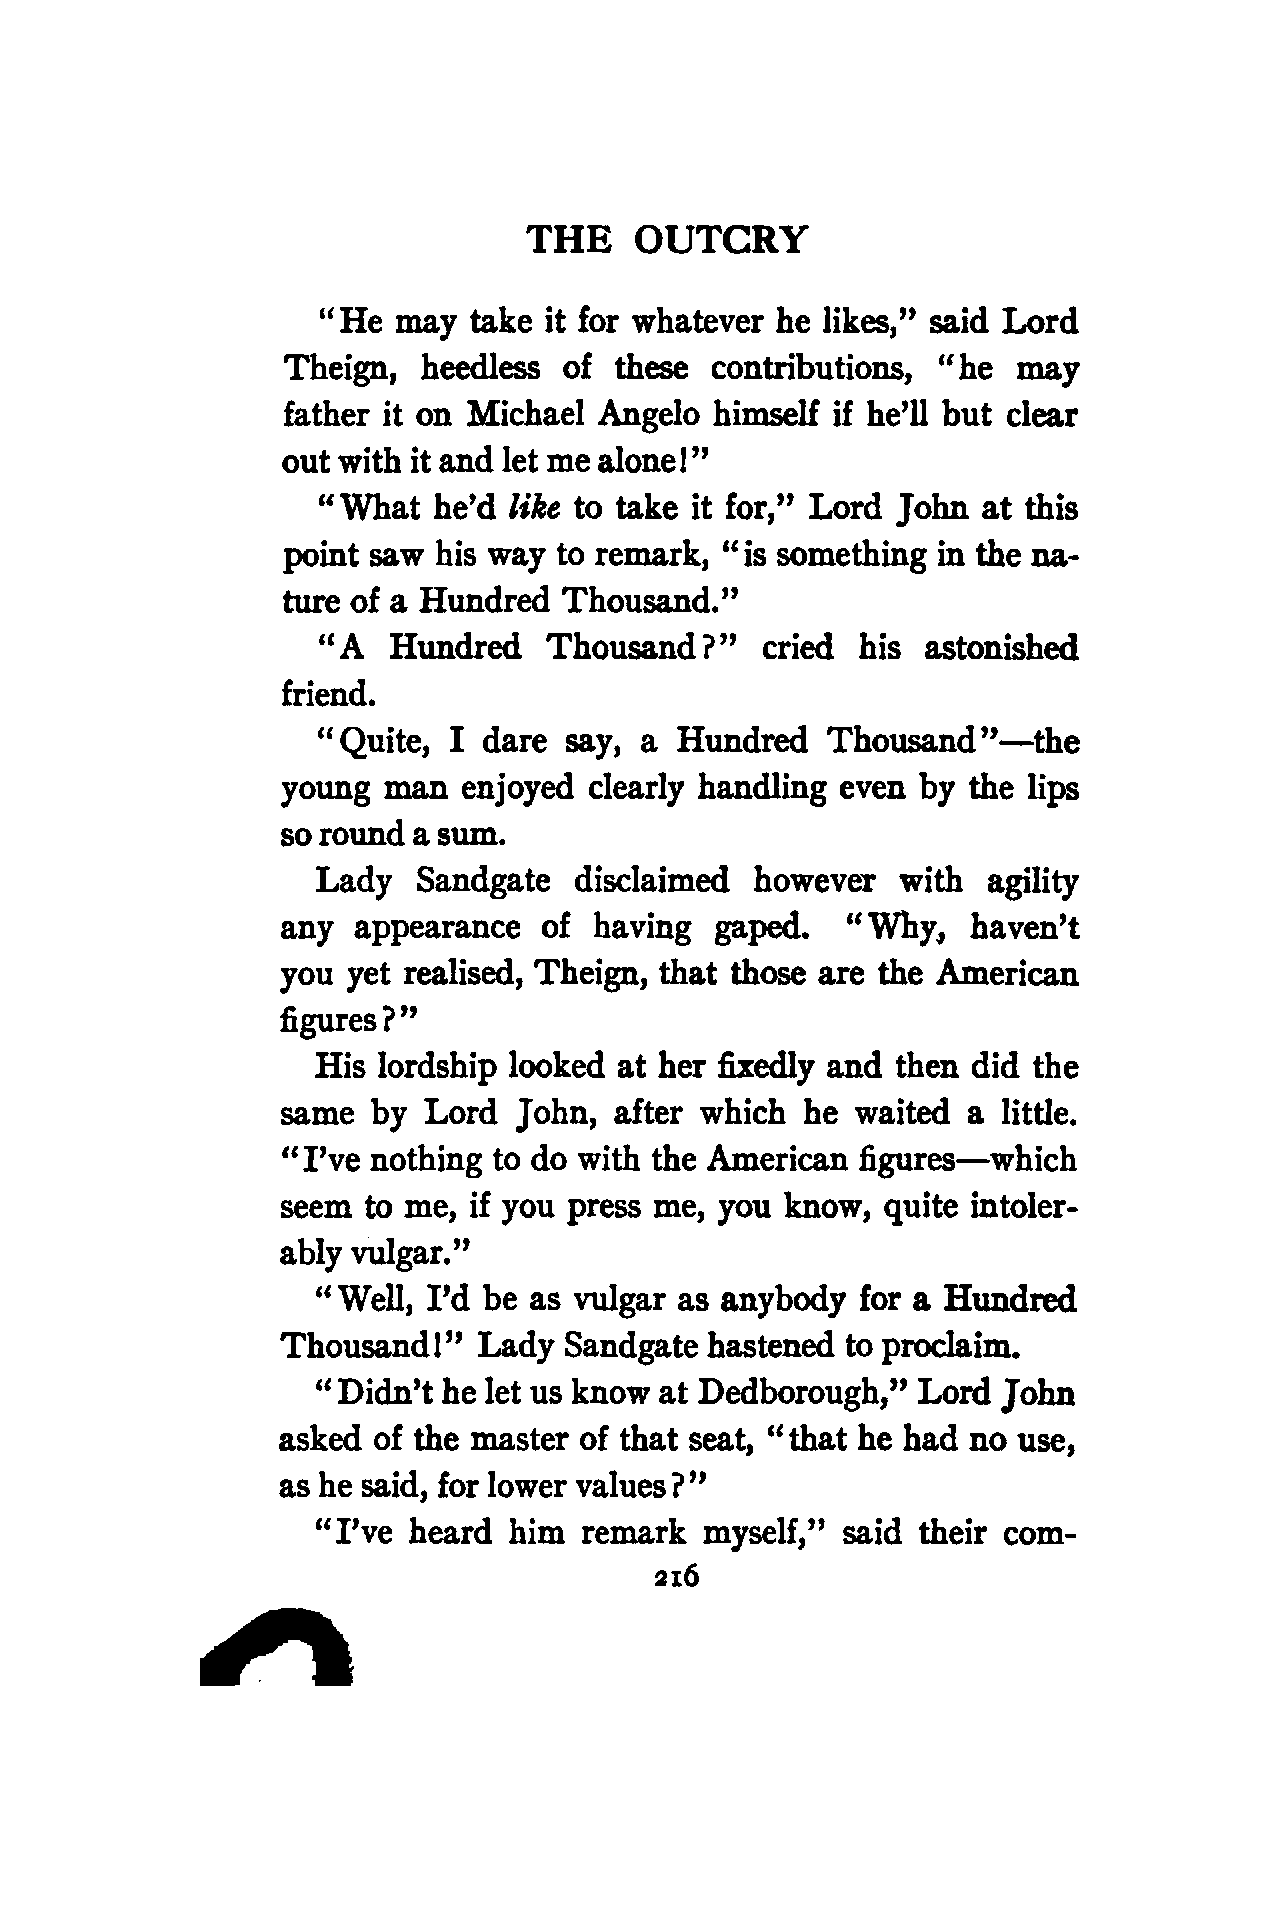 THE OUTCRY
“He may take it for whatever he likes,” said Lord
Theign, heedless of these contributions, “he may
father it on Michael Angelo himself if he’ll but clear
out with it and let me alone!”
“What he’d like to take it for,” Lord John at this
point saw his way to remark, “is something in the na-
ture of a Hundred Thousand.”
“A Hundred Thousand?” cried his astonished
friend.
“Quite, I dare say, a Hundred Thousand”—the
young man enjoyed clearly handling even by the lips
so round a sum.
Lady Sandgate disclaimed however with agility
any appearance of having gaped. “Why, haven’t
you yet realised, Theign, that those are the American
figures?”
His lordship looked at her fixedly and then did the
same by Lord John, after which he waited a little.
“I’ve nothing to do with the American figures—which
seem to me, if you press me, you know, quite intoler-
ably vulgar.”
“Well, I’d be as vulgar as anybody for a Hundred
Thousand!” Lady Sandgate hastened to proclaim.
“Didn’t he let us know at Dedborough,” Lord John
asked of the master of that seat, “that he had no use,
as he said, for lower values?”
“I’ve heard him remark myself,” said their com-
216